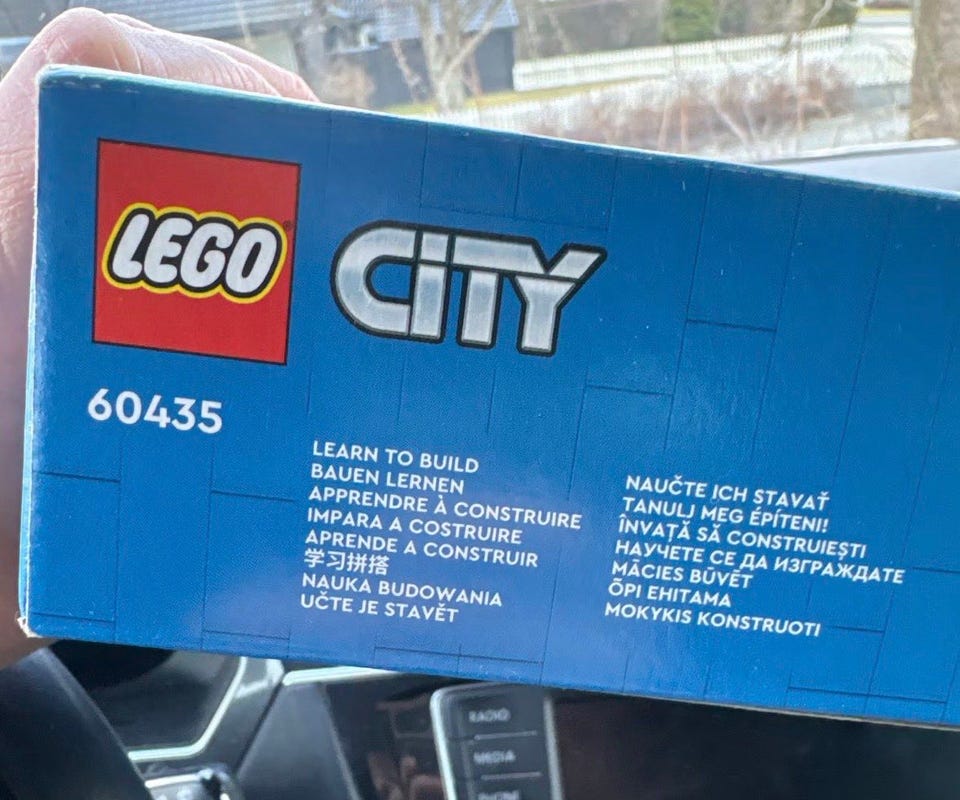 LEGO
CITY
60435
LEARN TO BUILD
BAUEN LERNEN
APPRENDRE À CONSTRUIRE
IMPARA A COSTRUIRE
APRENDE A CONSTRUIR
学习拼搭
NAUKA BUDOWANIA
UČTE JE STAVĚT
NAUČTE ICH STAVAŤ
TANULJ MEG ÉPÍTENI!
ÎNVAȚĂ SĂ CONSTRUIEȘTI
НАУЧЕТЕ СЕ ДА ИЗГРАЖДАТЕ
MĀCIES BŪVĒT
ÕPI EHITAMA
MOKYKIS KONSTRUOTI
RADIO
MEDIA
PHONE